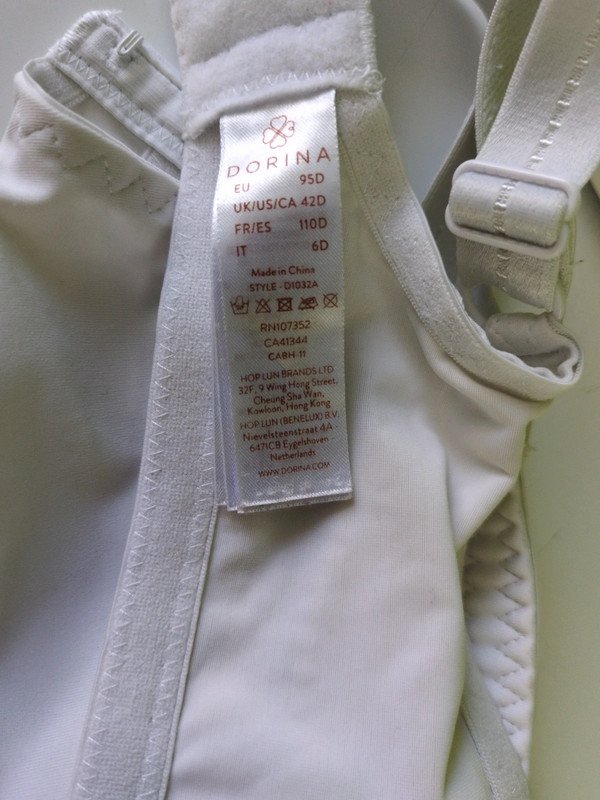 DORINA
EU 95D
UK/US/CA 42D
FR/ES 110D
IT 6D
Made in China
STYLE - D1032A
RN107352
CA41344
CABH-11
HOP LUN BRANDS LTD
32F, 9 Wing Hong Street,
Cheung Sha Wan,
Kowloon, Hong Kong
HOP LUN (BENELUX) B.V.
Nievelsteenstraat 4A
6471CB Eygelshoven -
Netherlands
WWW.DORINA.COM